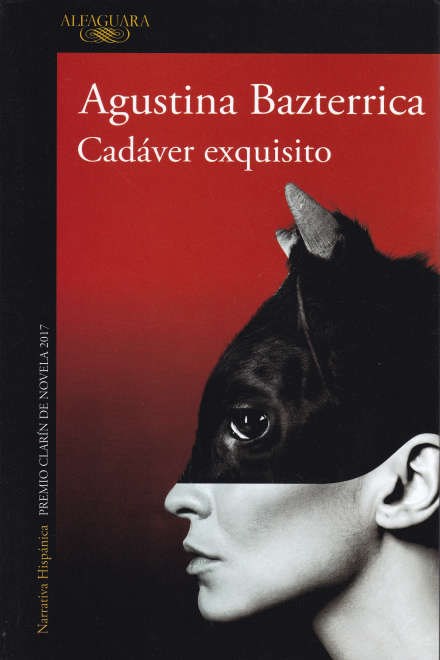 ALFAGUARA
Agustina Bazterrica
Cadáver exquisito
Narrativa Hispánica PREMIO CLARÍN DE NOVELA 2017